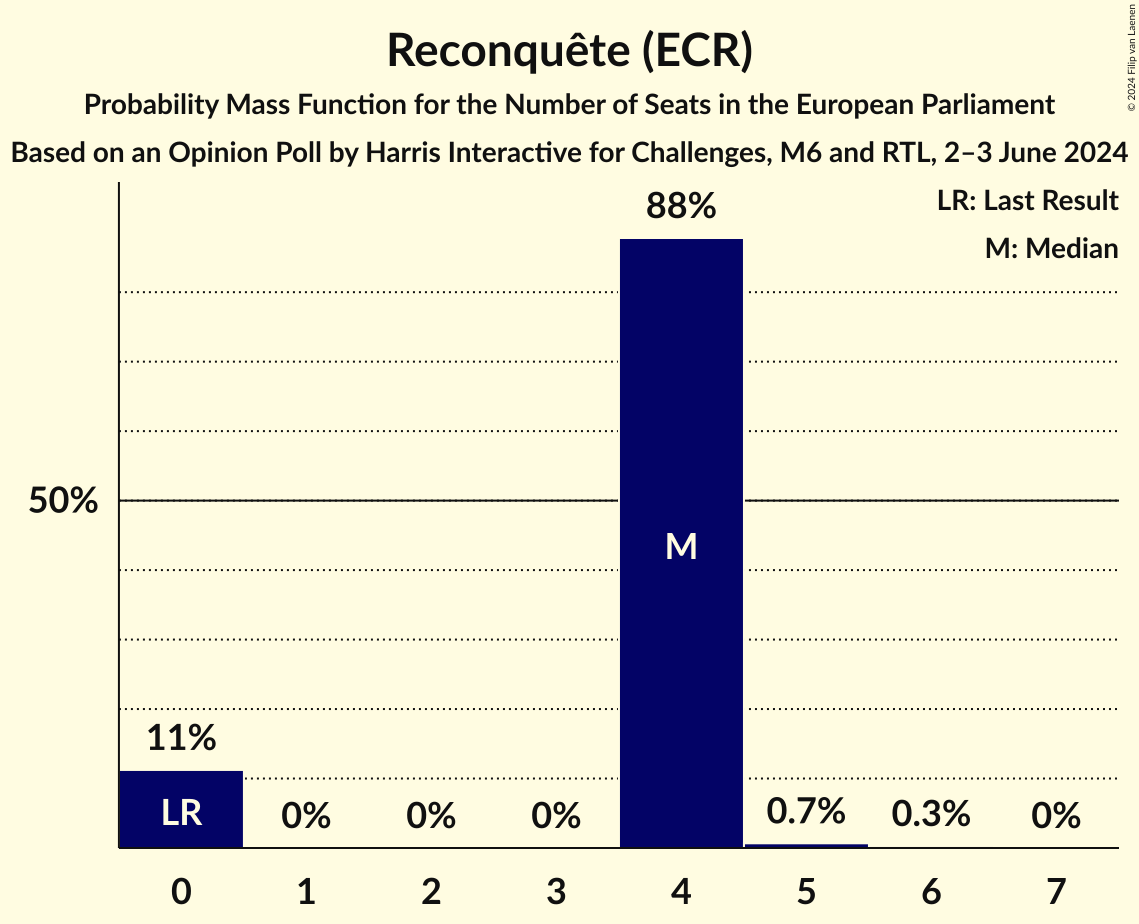 Reconquête (ECR)
Probability Mass Function for the Number of Seats in the European Parliament
Based on an Opinion Poll by Harris Interactive for Challenges, M6 and RTL, 2–3 June 2024
© 2024 Filip van Laenen
LR: Last Result
M: Median
88%
50%
M
11%
LR
0%
0%
0%
0.7%
0.3%
0%
0 1 2 3 4 5 6 7